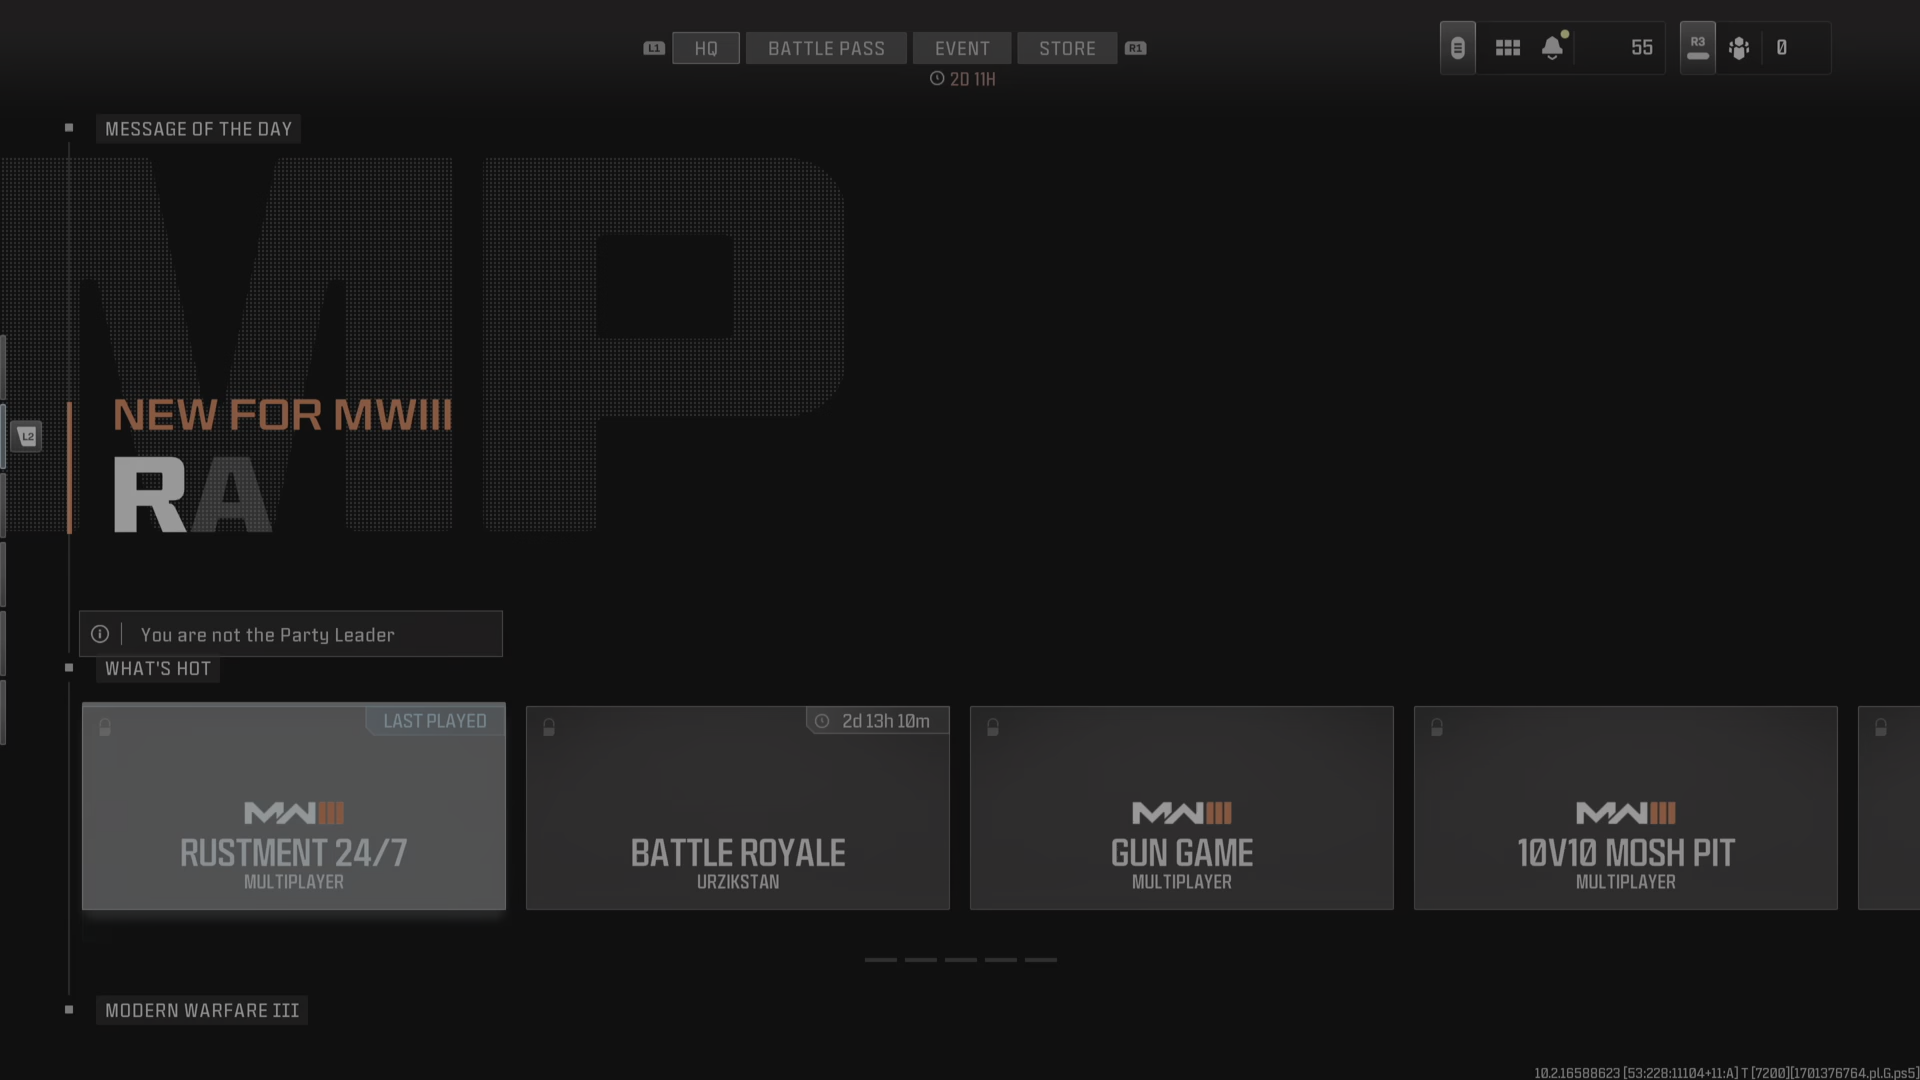 L1 HQ BATTLE PASS EVENT STORE R1
2D 11H
55
R3
0
MESSAGE OF THE DAY
MP
NEW FOR MWIII
RA
L2
You are not the Party Leader
WHAT'S HOT
LAST PLAYED
MWIII
RUSTMENT 24/7
MULTIPLAYER
2d 13h 10m
BATTLE ROYALE
URZIKSTAN
MWIII
GUN GAME
MULTIPLAYER
MWIII
10V10 MOSH PIT
MULTIPLAYER
MODERN WARFARE III
10.2.16588623 [53:228:11104+11:A] T [7200][1701376764.pl.G.ps5]